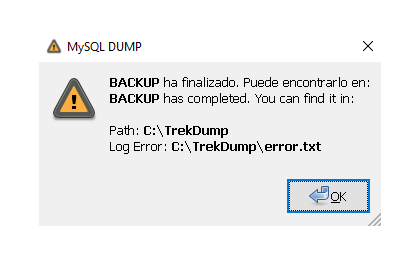 MySQL DUMP
BACKUP ha finalizado. Puede encontrarlo en:
BACKUP has completed. You can find it in:
Path: C:\TrekDump
Log Error: C:\TrekDump\error.txt
OK